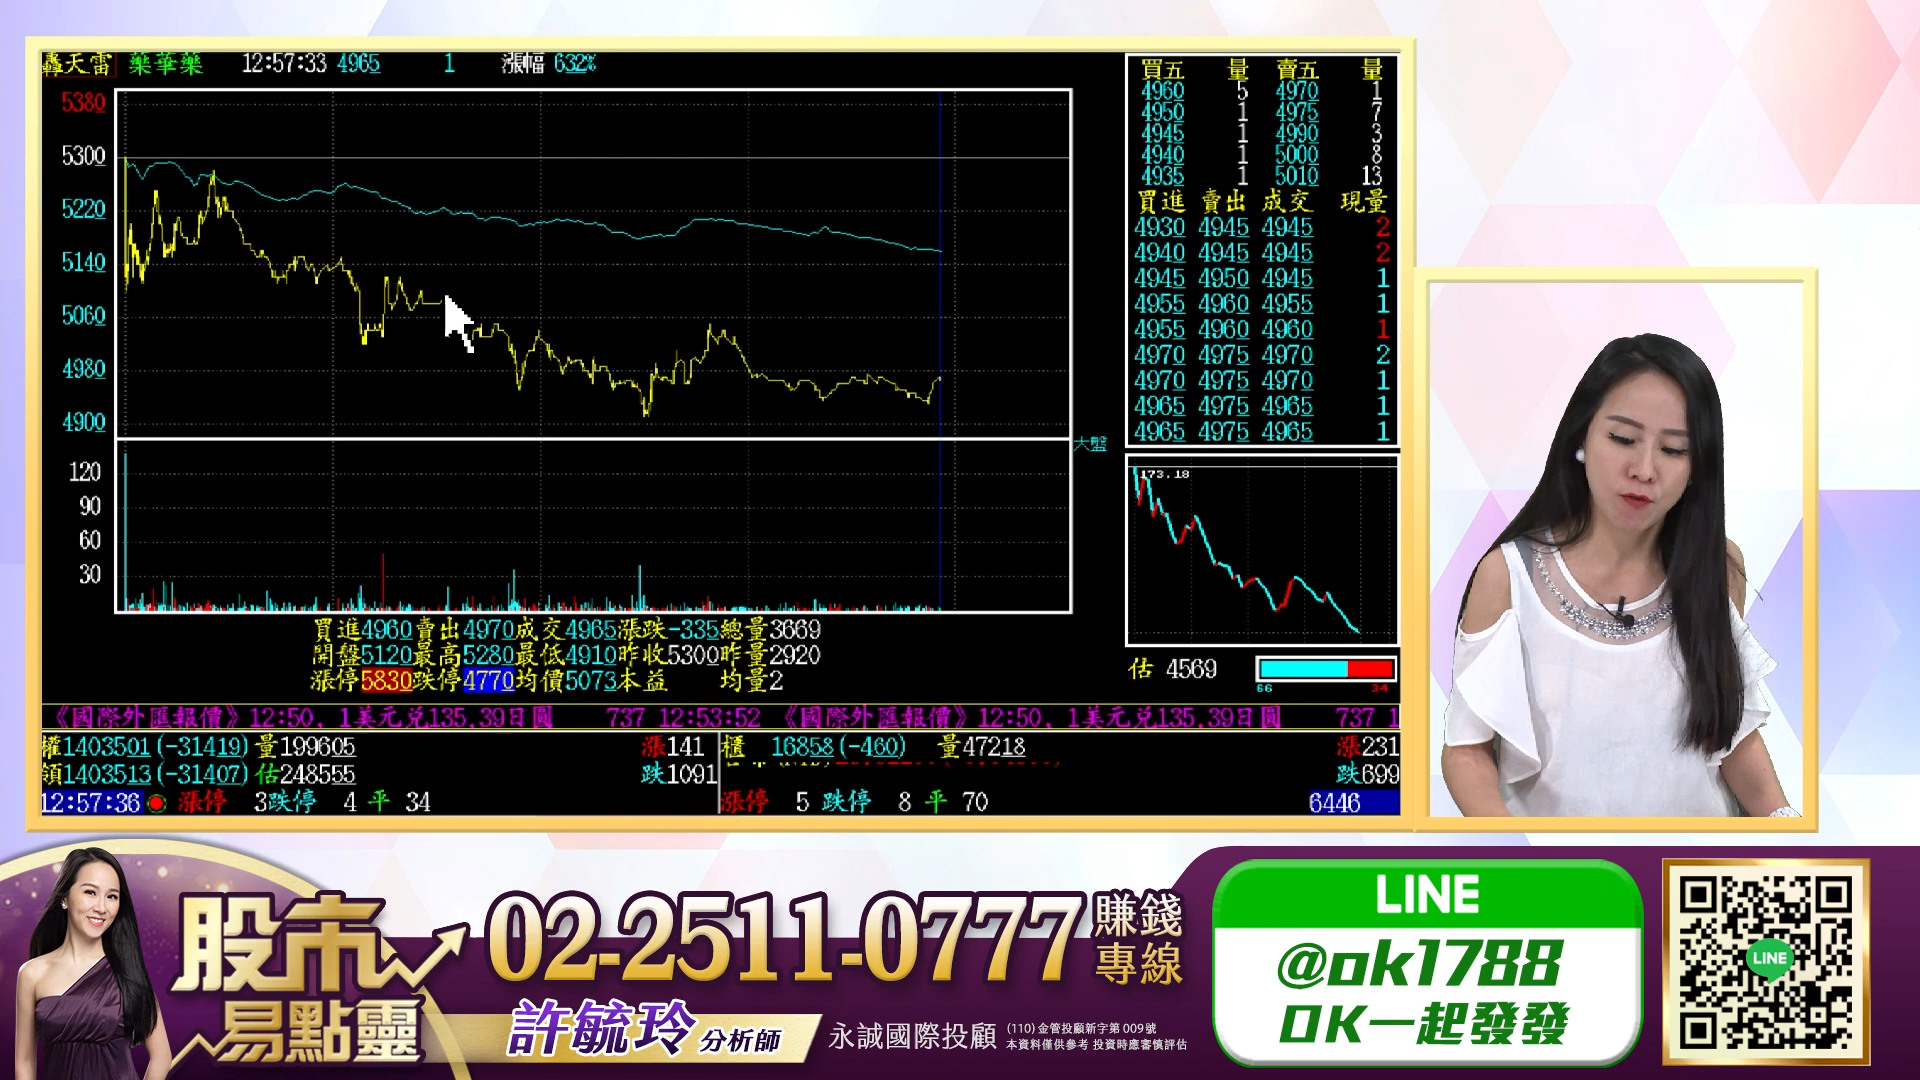 轟天雷 藥華藥 12:57:33 4965 1 漲幅 632%
5380
5300
5220
5140
5060
4980
4900
120
90
60
30
大盤
買五 量 賣五 量
4960 5 4970 1
4950 1 4975 7
4945 1 4990 3
4940 1 5000 8
4935 1 5010 13
買進 賣出 成交 現量
4930 4945 4945 2
4940 4945 4945 2
4945 4950 4945 1
4955 4960 4955 1
4955 4960 4960 1
4970 4975 4970 2
4970 4975 4970 1
4965 4975 4965 1
4965 4975 4965 1
173.18
估 4569
66 34
買進4960賣出4970成交4965漲跌-335總量3669
開盤5120最高5280最低4910昨收5300昨量2920
漲停5830跌停4770均價5073本益 均量2
《國際外匯報價》12:50, 1美元兌135.39日圓 737 12:53:52 《國際外匯報價》12:50, 1美元兌135.39日圓 737 1
權1403501(-31419)量199605 漲141
領1403513(-31407)估248555 跌1091
12:57:36 漲停 3跌停 4 平 34
櫃 16858(-460) 量47218 漲231
跌699
漲停 5 跌停 8 平 70 6446
股市
易點靈
02-2511-0777
賺錢
專線
許毓玲 分析師
永誠國際投顧
(110)金管投顧新字第009號
本資料僅供參考 投資時應審慎評估
LINE
@ok1788
OK一起發發
LINE